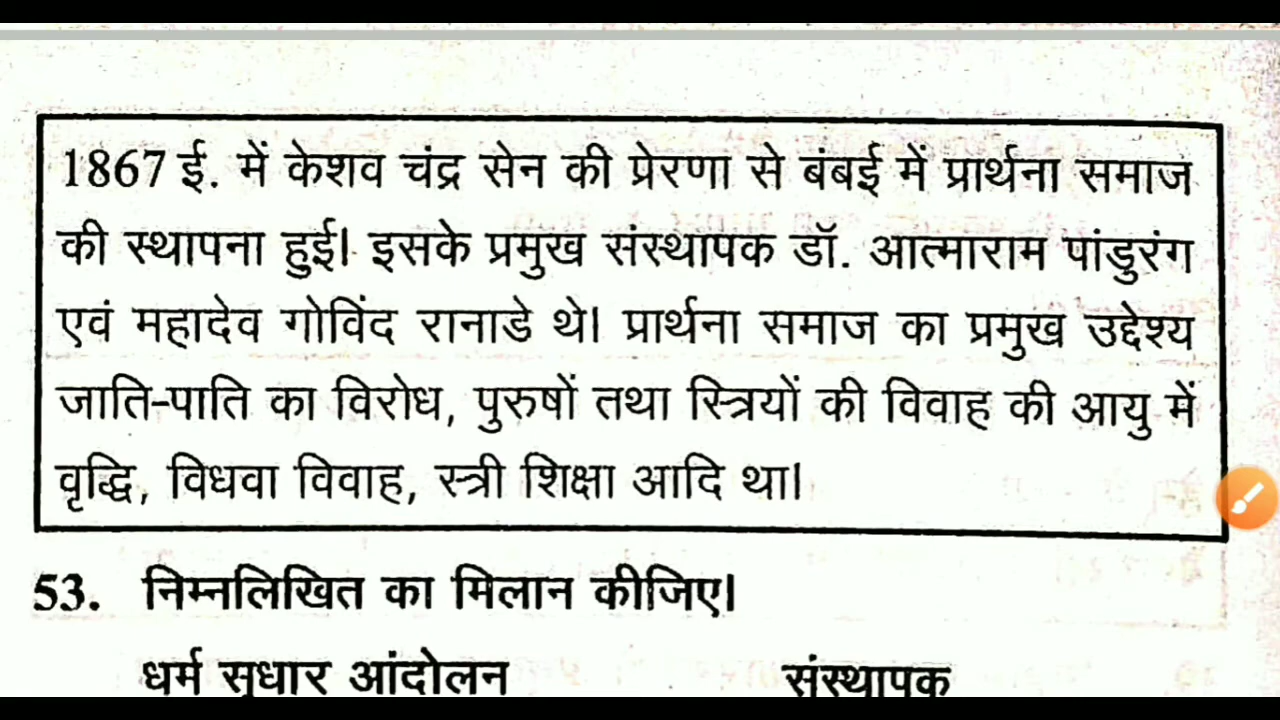 1867 ई. में केशव चंद्र सेन की प्रेरणा से बंबई में प्रार्थना समाज
की स्थापना हुई। इसके प्रमुख संस्थापक डॉ. आत्माराम पांडुरंग
एवं महादेव गोविंद रानाडे थे। प्रार्थना समाज का प्रमुख उद्देश्य
जाति-पाति का विरोध, पुरुषों तथा स्त्रियों की विवाह की आयु में
वृद्धि, विधवा विवाह, स्त्री शिक्षा आदि था।
53. निम्नलिखित का मिलान कीजिए।
धर्म सुधार आंदोलन संस्थापक